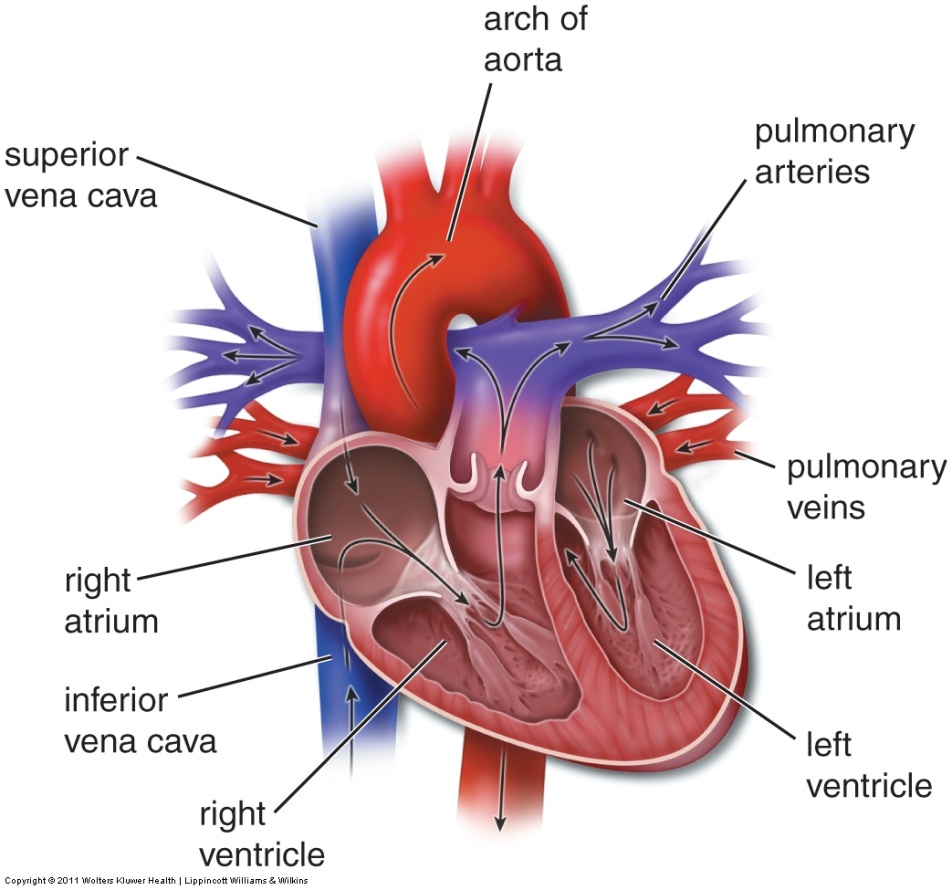 arch of
aorta
pulmonary
arteries
superior
vena cava
pulmonary
veins
right
atrium
left
atrium
inferior
vena cava
left
ventricle
right
ventricle
Copyright © 2011 Wolters Kluwer Health | Lippincott Williams & Wilkins